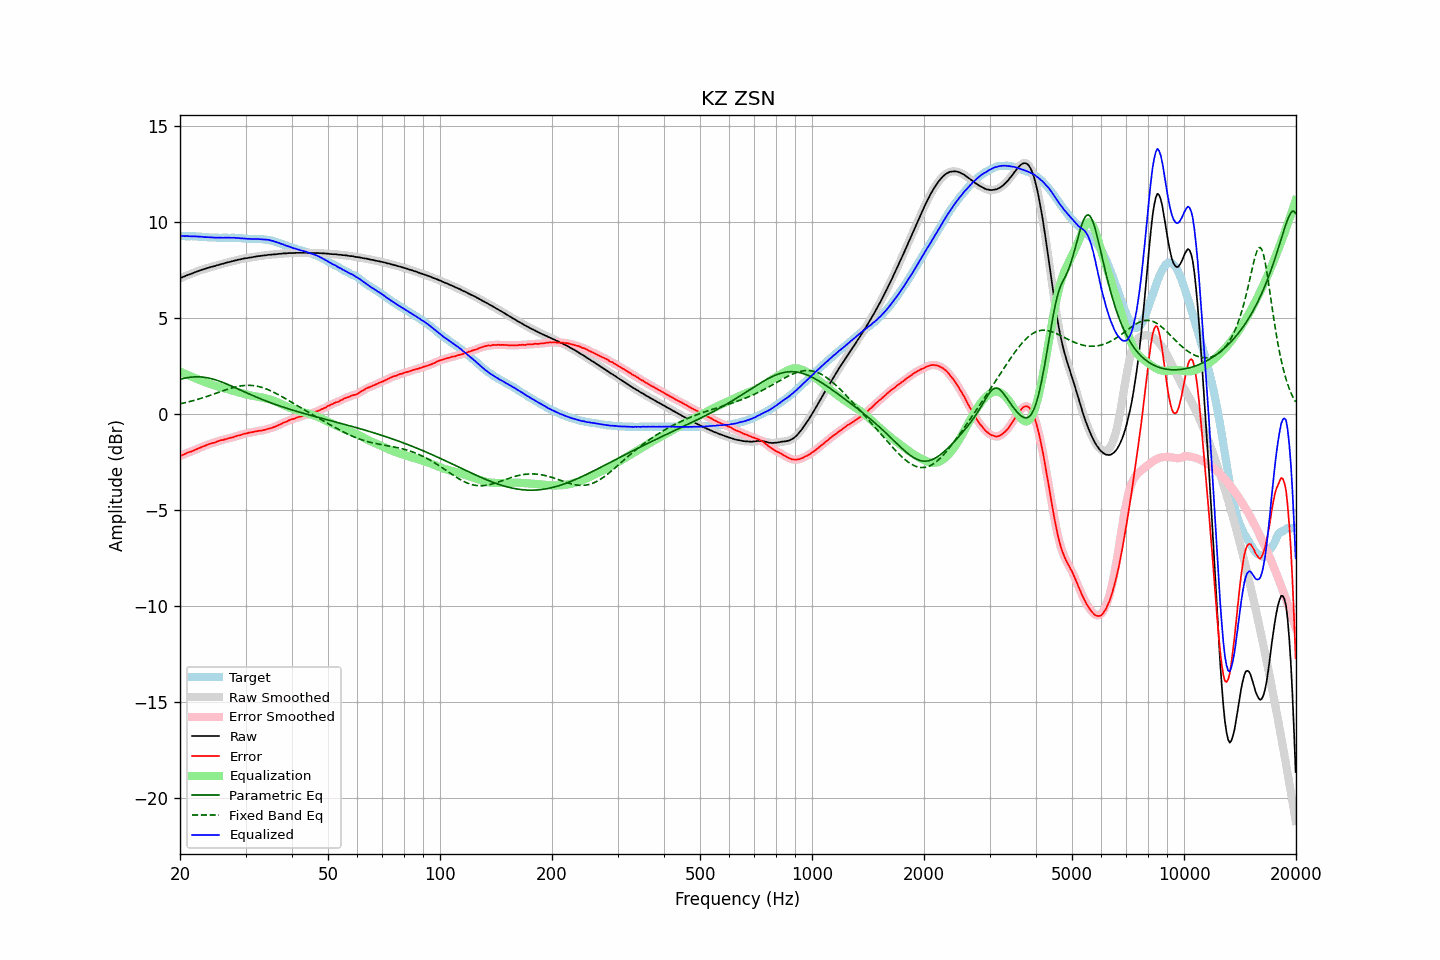 KZ ZSN
15
10
5
0
−5
−10
−15
−20
Amplitude (dBr)
Target
Raw Smoothed
Error Smoothed
Raw
Error
Equalization
Parametric Eq
Fixed Band Eq
Equalized
20
50
100
200
500
1000
2000
5000
10000
20000
Frequency (Hz)